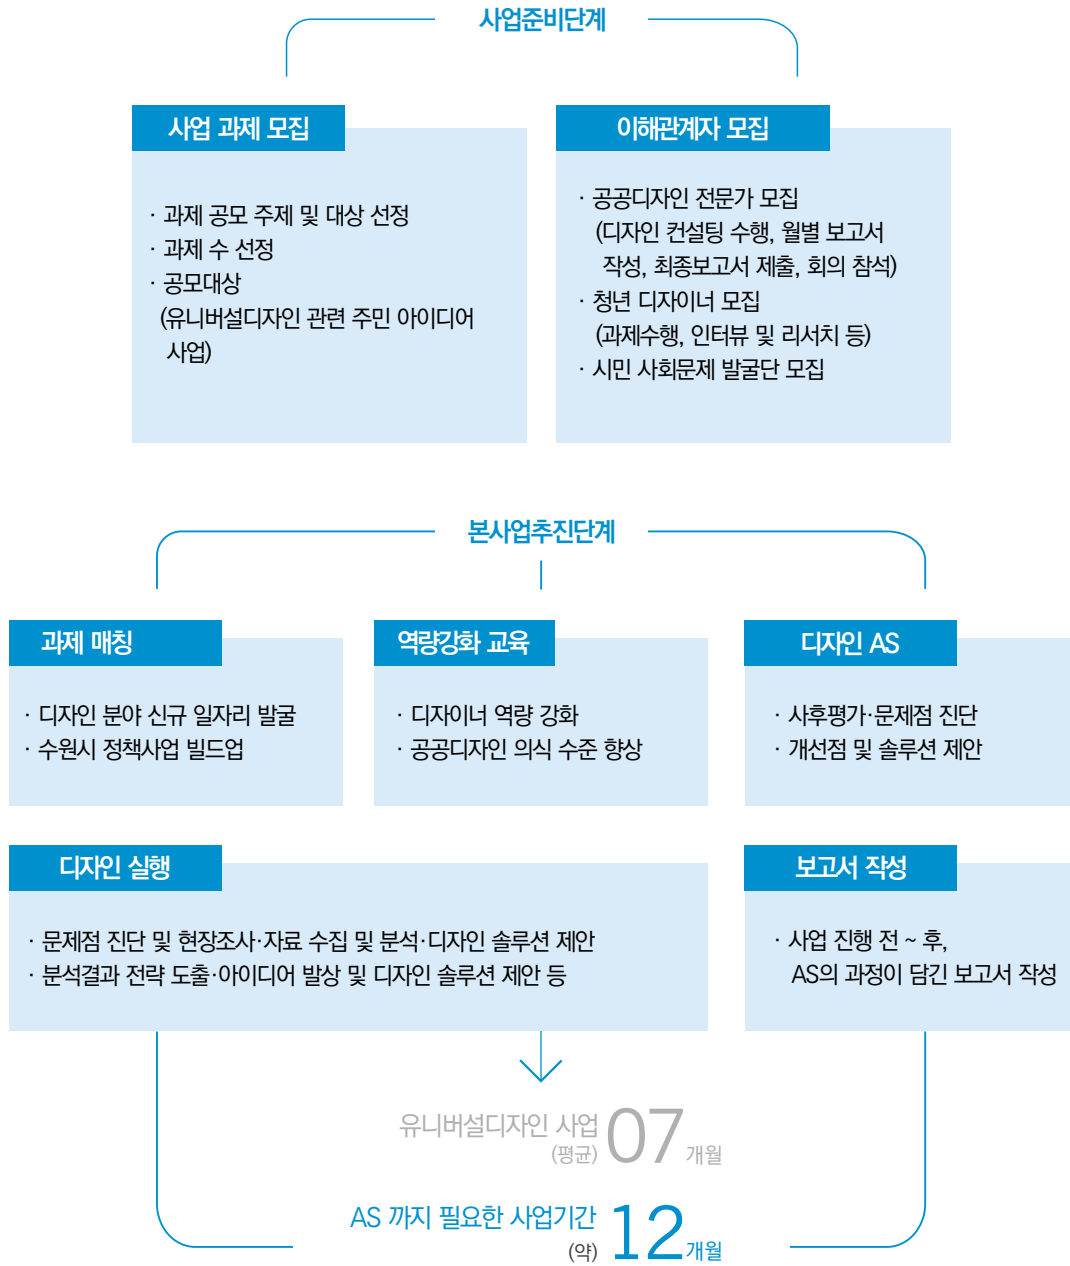 사업준비단계
사업 과제 모집
· 과제 공모 주제 및 대상 선정
· 과제 수 선정
· 공모대상
(유니버설디자인 관련 주민 아이디어
사업)
이해관계자 모집
· 공공디자인 전문가 모집
(디자인 컨설팅 수행, 월별 보고서
작성, 최종보고서 제출, 회의 참석)
· 청년 디자이너 모집
(과제수행, 인터뷰 및 리서치 등)
· 시민 사회문제 발굴단 모집
본사업추진단계
과제 매칭
· 디자인 분야 신규 일자리 발굴
· 수원시 정책사업 빌드업
역량강화 교육
· 디자이너 역량 강화
· 공공디자인 의식 수준 향상
디자인 AS
· 사후평가·문제점 진단
· 개선점 및 솔루션 제안
디자인 실행
· 문제점 진단 및 현장조사·자료 수집 및 분석·디자인 솔루션 제안
· 분석결과 전략 도출·아이디어 발상 및 디자인 솔루션 제안 등
보고서 작성
· 사업 진행 전 ~ 후,
AS의 과정이 담긴 보고서 작성
유니버설디자인 사업 07개월
(평균)
AS 까지 필요한 사업기간 12개월
(약)